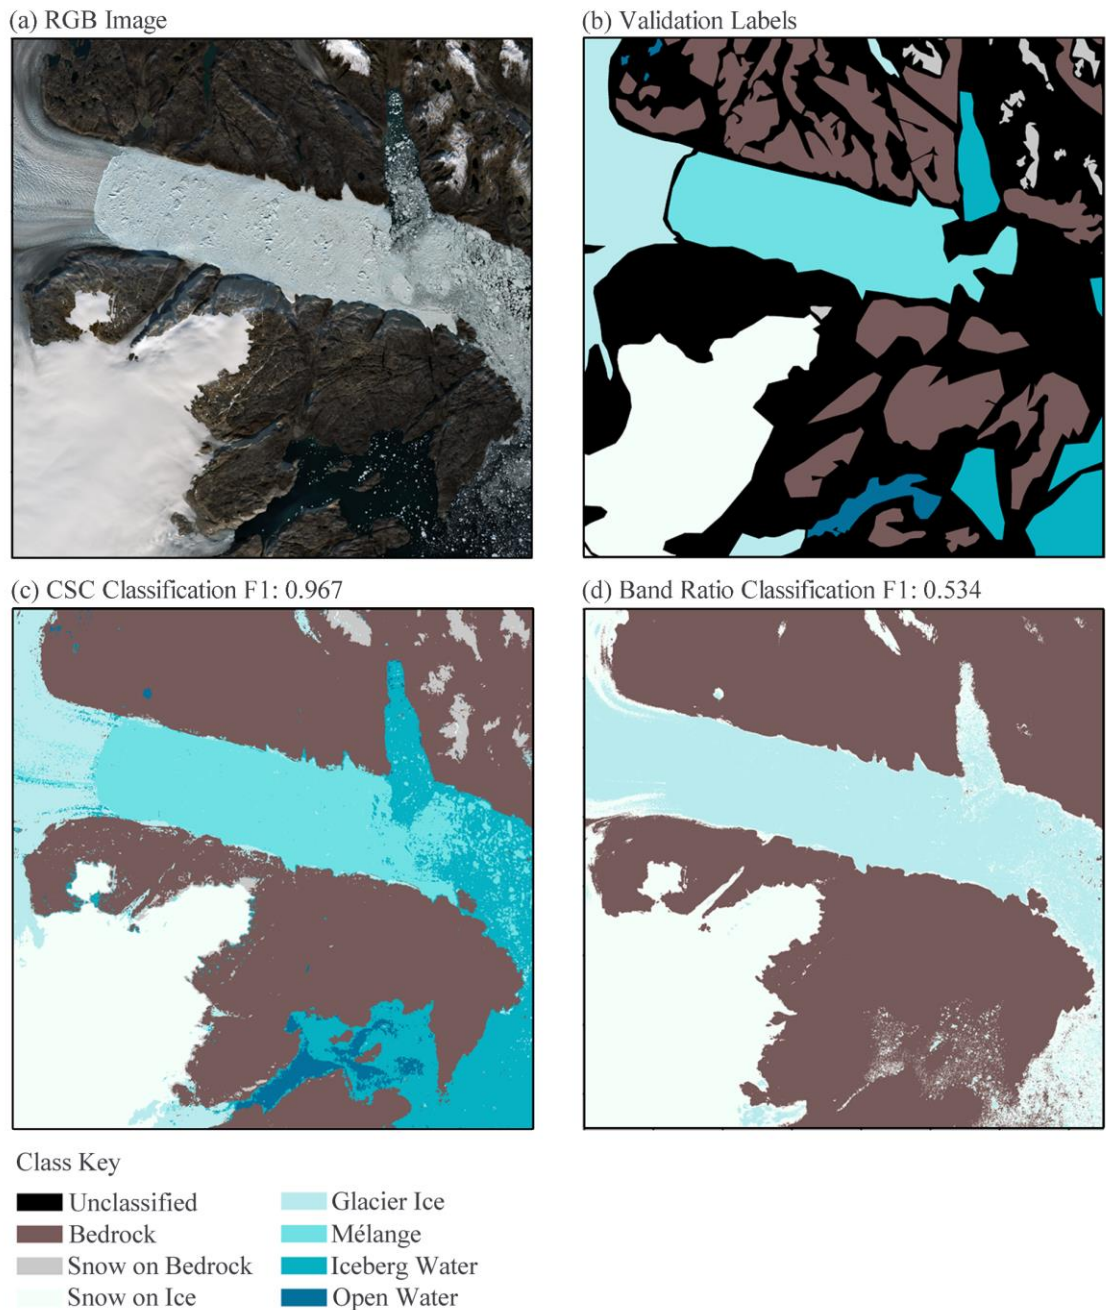 (a) RGB Image
(b) Validation Labels
(c) CSC Classification F1: 0.967
(d) Band Ratio Classification F1: 0.534
Class Key
Unclassified
Bedrock
Snow on Bedrock
Snow on Ice
Glacier Ice
Mélange
Iceberg Water
Open Water